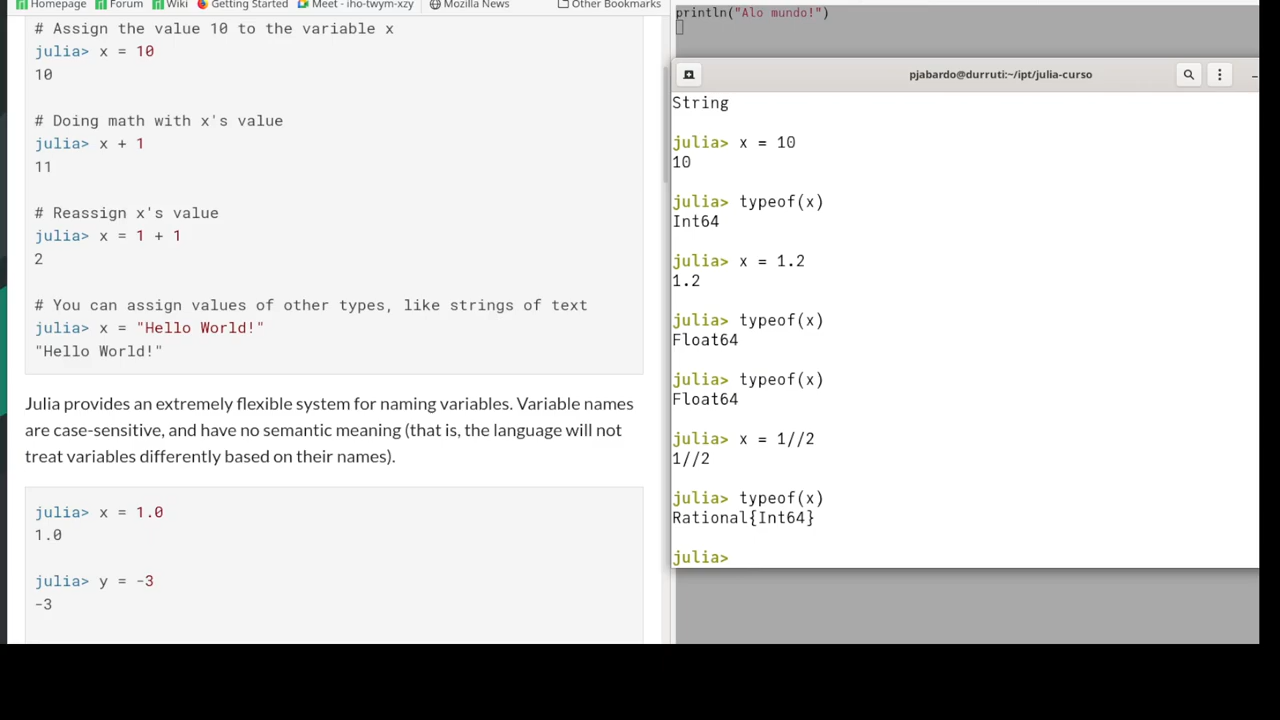 Homepage Forum Wiki Getting Started Meet - iho-twym-xzy Mozilla News Other Bookmarks
# Assign the value 10 to the variable x
julia> x = 10
10
# Doing math with x's value
julia> x + 1
11
# Reassign x's value
julia> x = 1 + 1
2
# You can assign values of other types, like strings of text
julia> x = "Hello World!"
"Hello World!"
Julia provides an extremely flexible system for naming variables. Variable names
are case-sensitive, and have no semantic meaning (that is, the language will not
treat variables differently based on their names).
julia> x = 1.0
1.0
julia> y = -3
-3
println("Alo mundo!")
pjabardo@durruti:~/ipt/julia-curso
String
julia> x = 10
10
julia> typeof(x)
Int64
julia> x = 1.2
1.2
julia> typeof(x)
Float64
julia> typeof(x)
Float64
julia> x = 1//2
1//2
julia> typeof(x)
Rational{Int64}
julia>